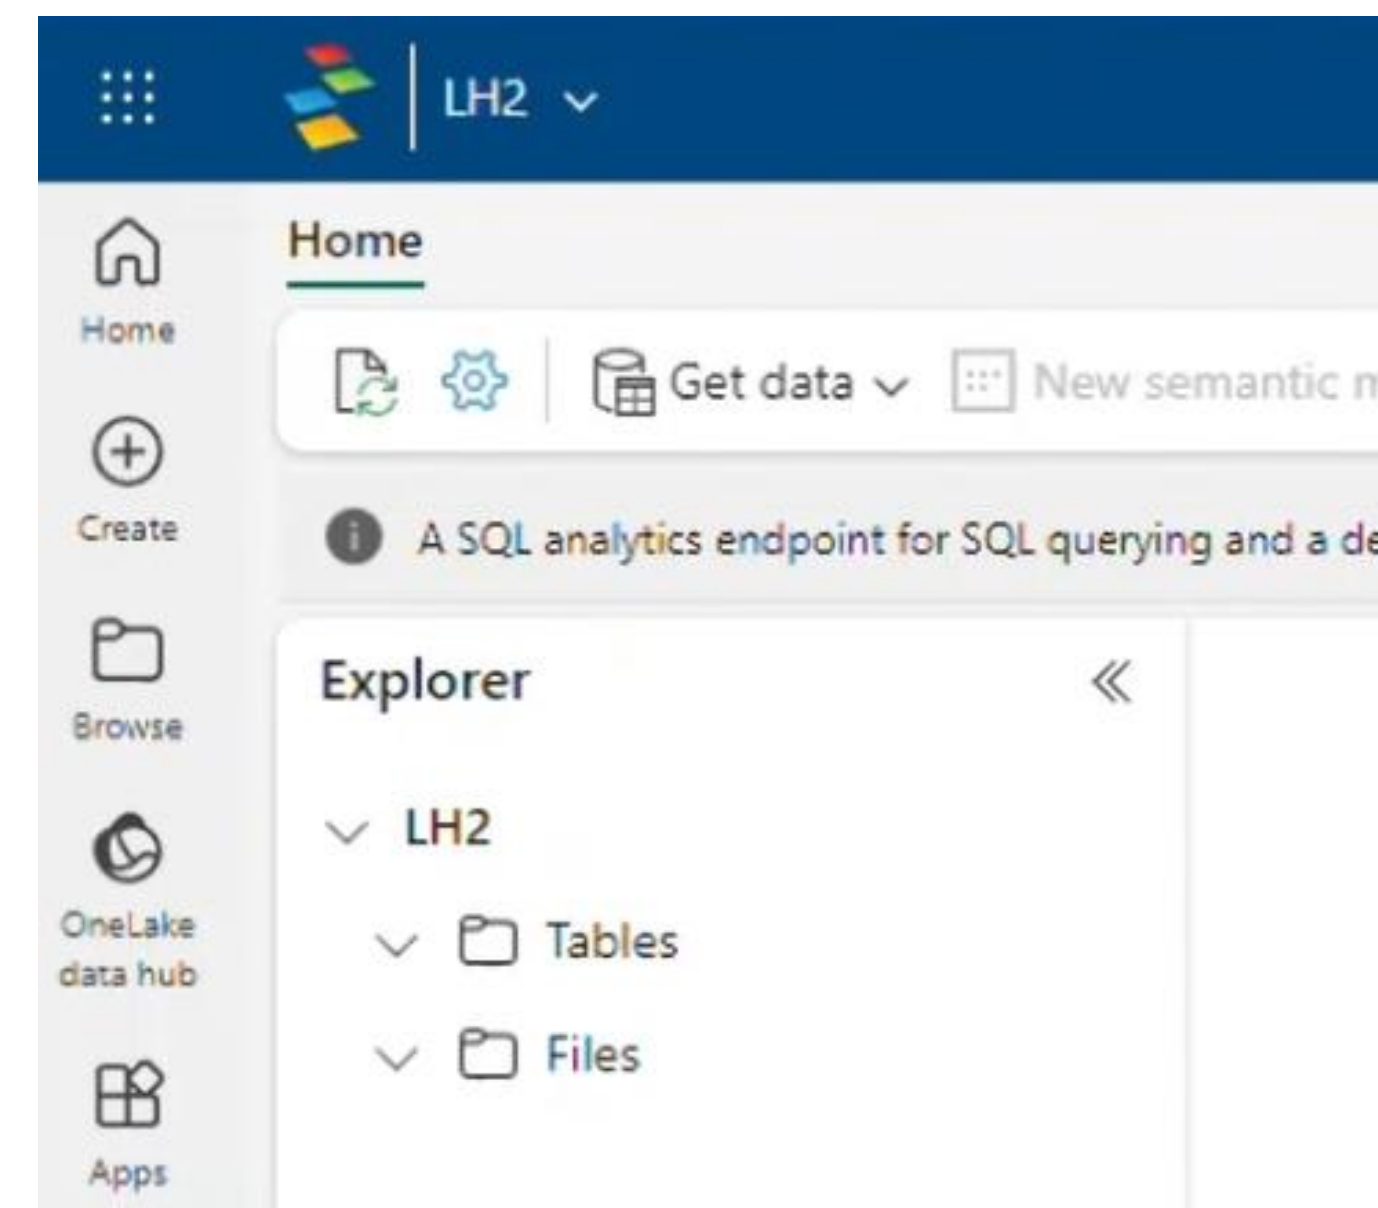 LH2
Home
Home
Get data
New semantic
Create
A SQL analytics endpoint for SQL querying and a
Explorer
Browse
LH2
OneLake
data hub
Tables
Files
Apps